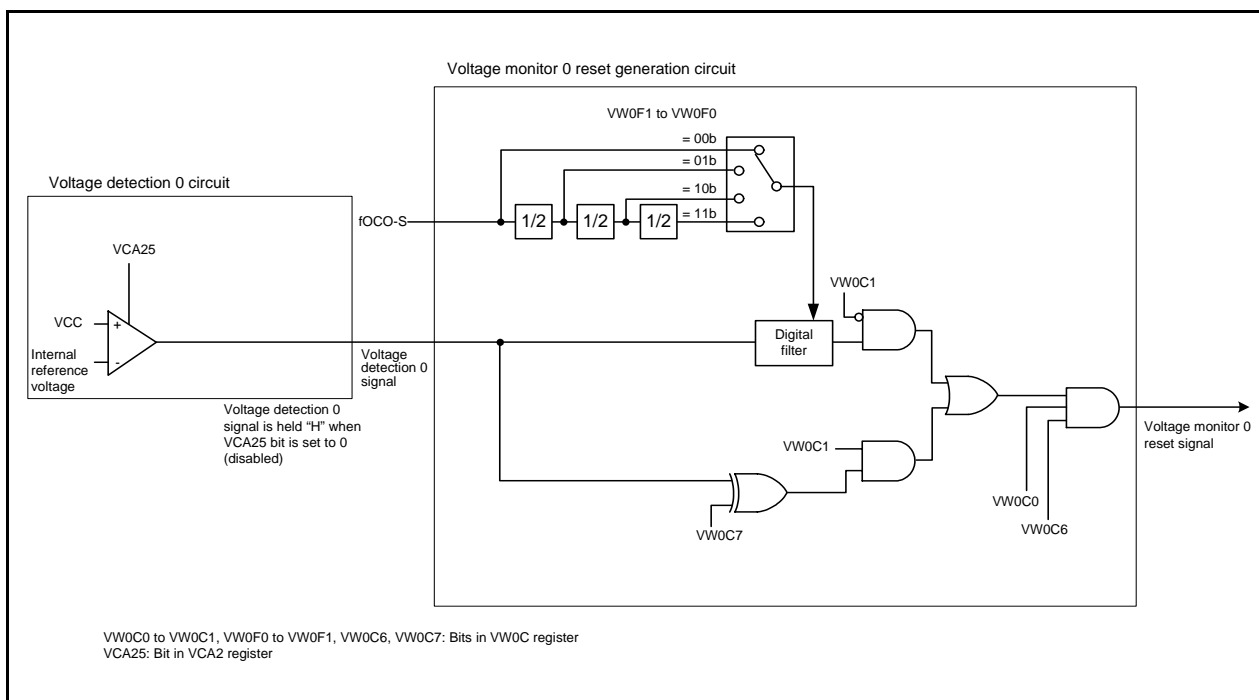 Voltage monitor 0 reset generation circuit
VW0F1 to VW0F0
= 00b
= 01b
= 10b
= 11b
Voltage detection 0 circuit
fOCO-S
1/2
1/2
1/2
VCA25
VCC
+
-
Internal
reference
voltage
Voltage
detection 0
signal
Voltage detection 0
signal is held “H” when
VCA25 bit is set to 0
(disabled)
Digital
filter
VW0C1
VW0C1
VW0C7
VW0C0
VW0C6
Voltage monitor 0
reset signal
VW0C0 to VW0C1, VW0F0 to VW0F1, VW0C6, VW0C7: Bits in VW0C register
VCA25: Bit in VCA2 register